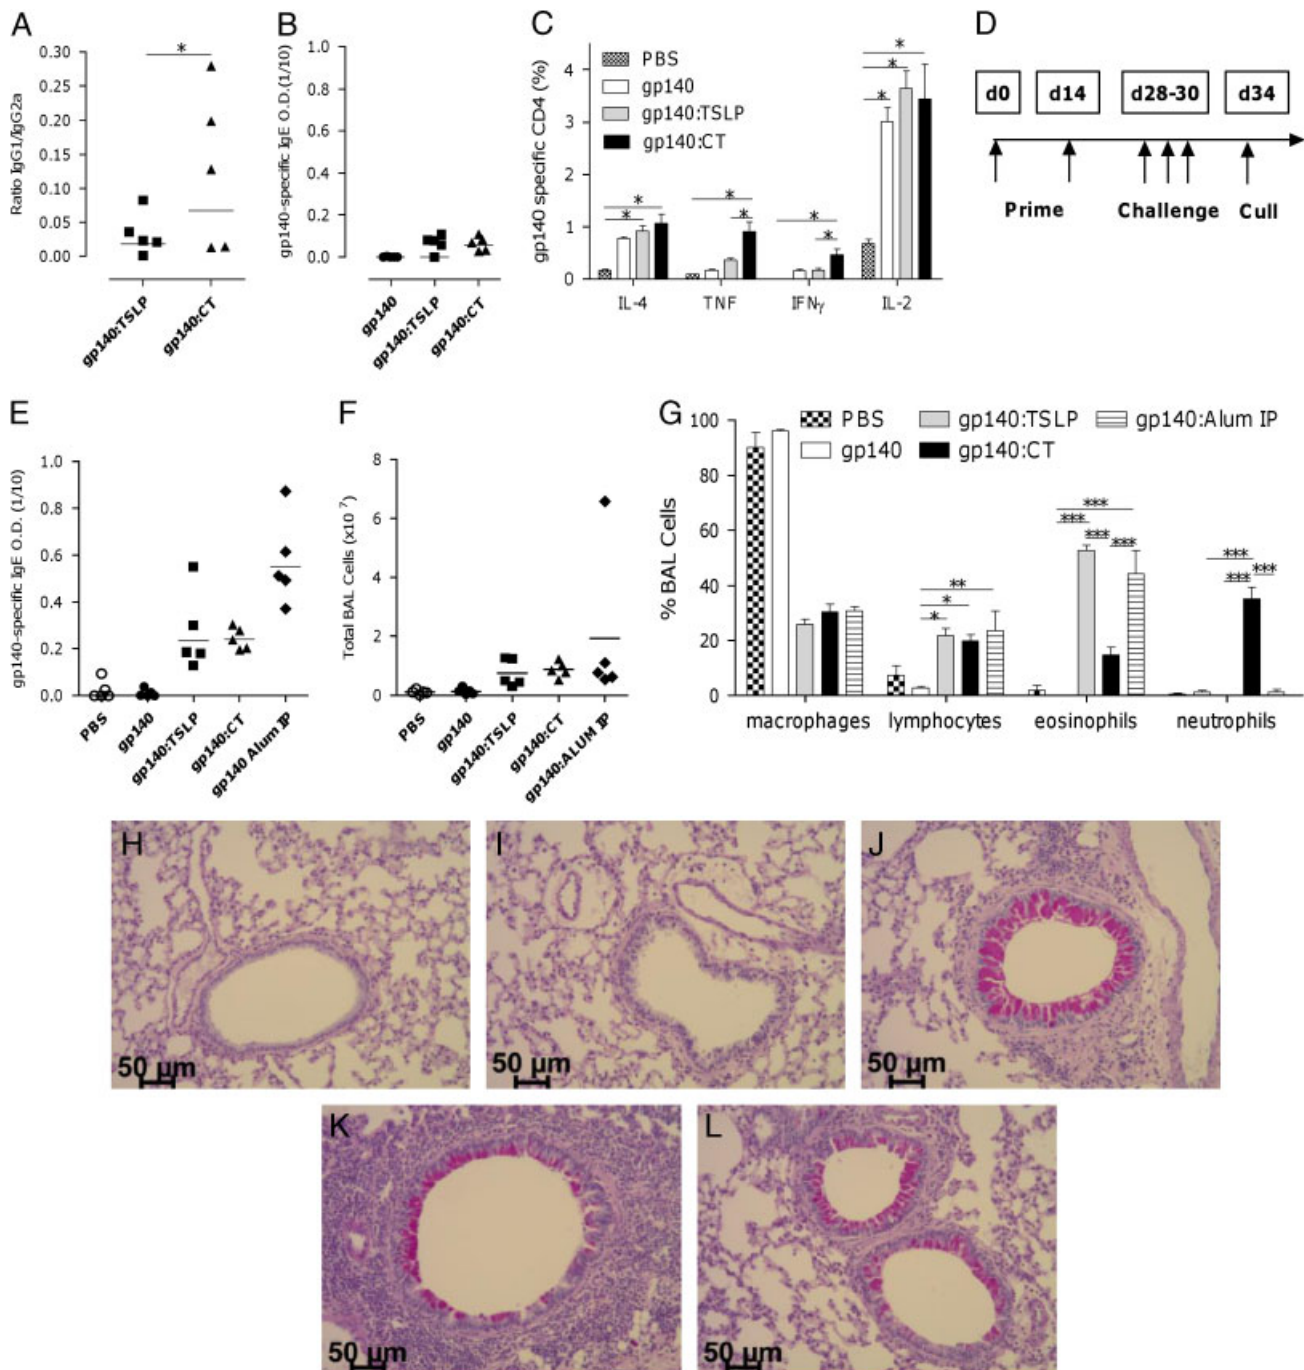 A
Ratio IgG1/IgG2a
0.30
0.25
0.20
0.15
0.10
0.05
0.00
*
gp140:TSLP
gp140:CT
B
gp140-specific IgE O.D.(1/10)
1.0
0.8
0.6
0.4
0.2
0.0
gp140
gp140:TSLP
gp140:CT
C
gp140 specific CD4 (%)
4
3
2
1
0
PBS
gp140
gp140:TSLP
gp140:CT
* * * * * * * * *
IL-4
TNF
IFNγ
IL-2
D
d0
d14
d28-30
d34
Prime
Challenge
Cull
E
gp140-specific IgE O.D. (1/10)
1.0
0.8
0.6
0.4
0.2
0.0
PBS
gp140
gp140:TSLP
gp140:CT
gp140 Alum IP
F
Total BAL Cells (x10 7)
8
6
4
2
0
PBS
gp140
gp140:TSLP
gp140:CT
gp140:ALUM IP
G
% BAL Cells
100
80
60
40
20
0
PBS
gp140
gp140:TSLP
gp140:CT
gp140:Alum IP
**
*
*
***
***
***
***
***
***
***
macrophages
lymphocytes
eosinophils
neutrophils
H
50 µm
I
50 µm
J
50 µm
K
50 µm
L
50 µm